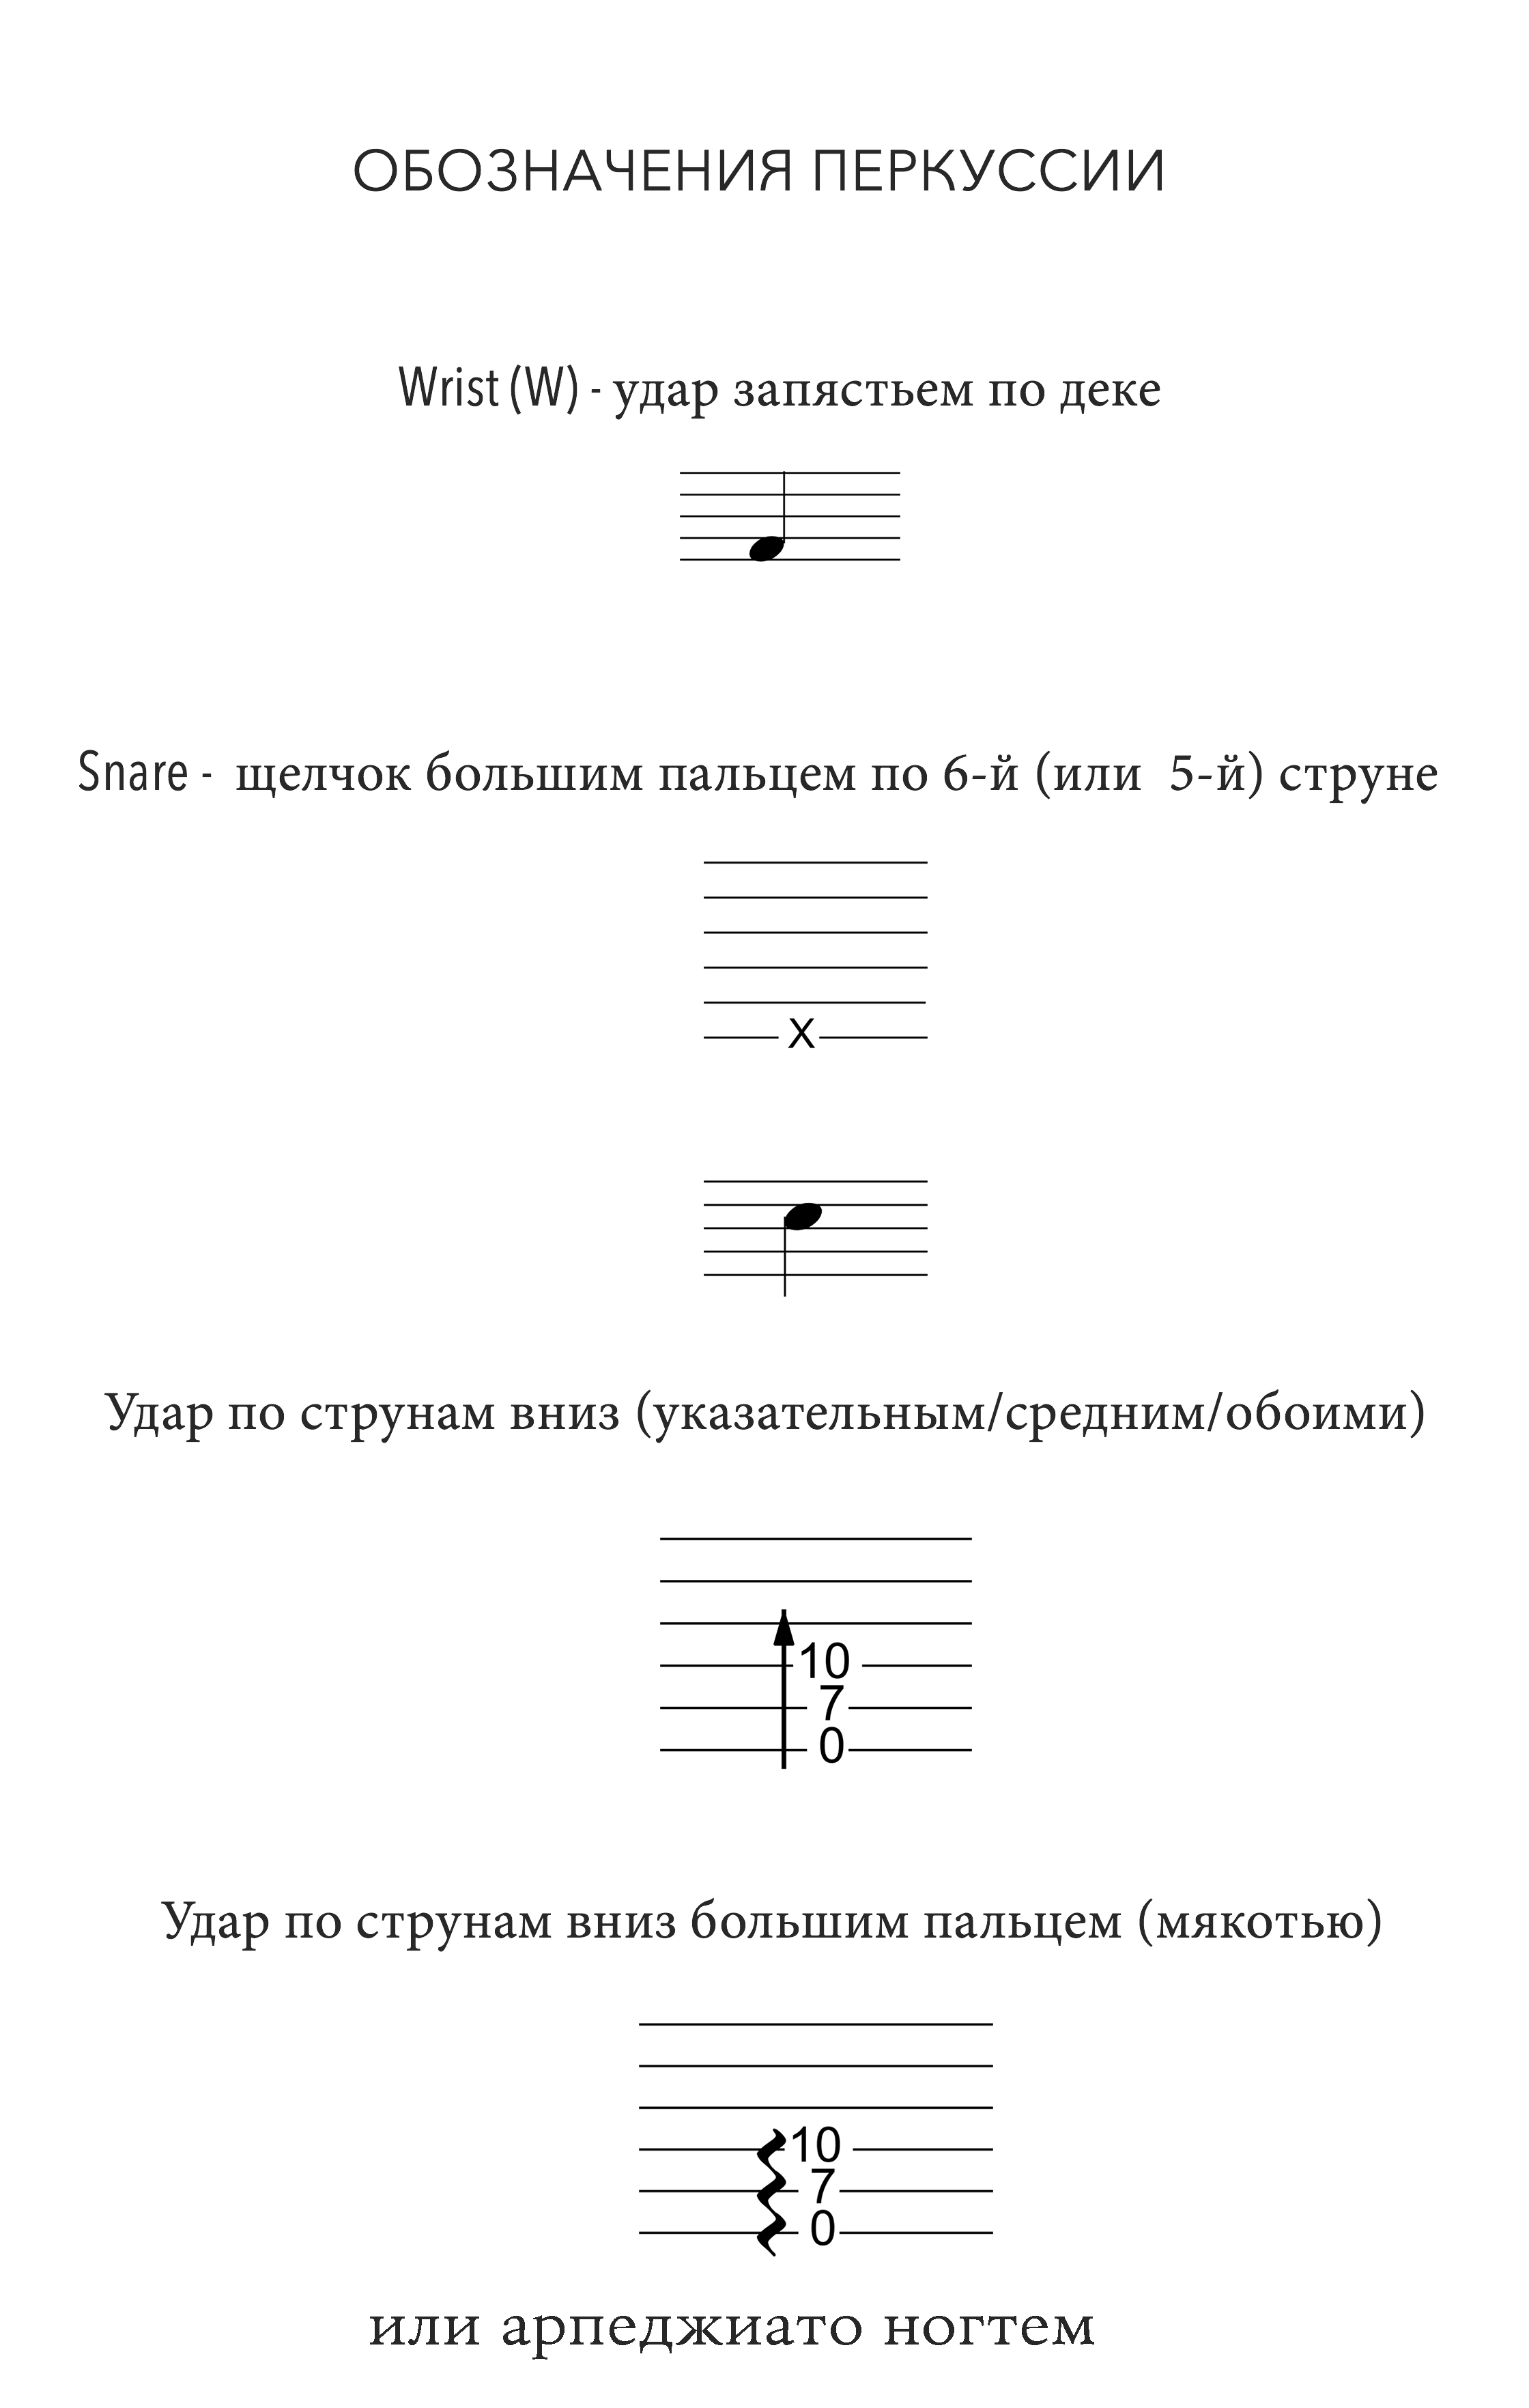 ОБОЗНАЧЕНИЯ ПЕРКУССИИ
Wrist (W) - удар запястьем по деке
Snare - щелчок большим пальцем по 6-й (или 5-й) струне
X
Удар по струнам вниз (указательным/средним/обоими)
10
7
0
Удар по струнам вниз большим пальцем (мякотью)
10
7
0
или арпеджиато ногтем